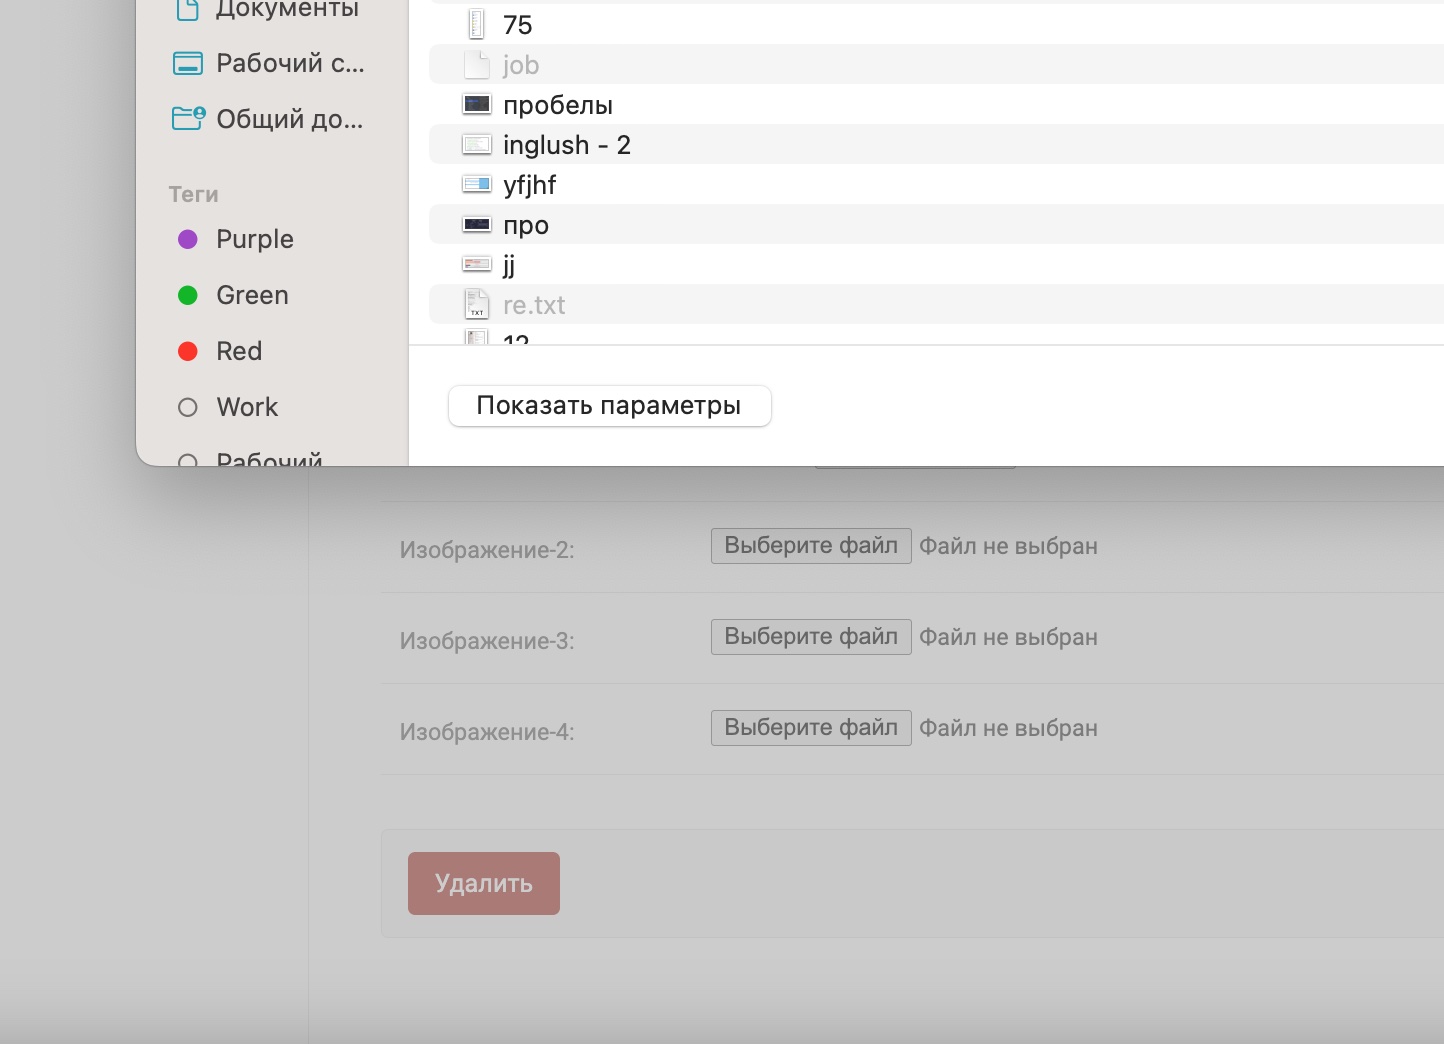 Документы
Рабочий с...
Общий до...
Теги
Purple
Green
Red
Work
Рабочий
75
job
пробелы
inglush - 2
yfjhf
про
jj
re.txt
TXT
12
Показать параметры
Изображение-2:
Выберите файл Файл не выбран
Изображение-3:
Выберите файл Файл не выбран
Изображение-4:
Выберите файл Файл не выбран
Удалить